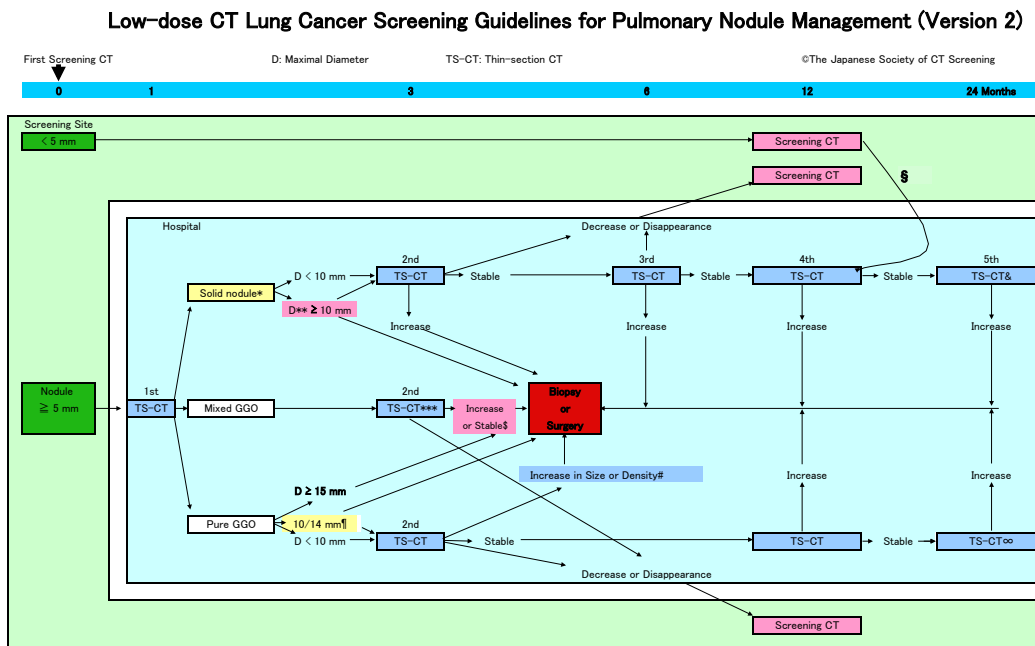 Low-dose CT Lung Cancer Screening Guidelines for Pulmonary Nodule Management (Version 2)
First Screening CT
D: Maximal Diameter
TS-CT: Thin-section CT
©The Japanese Society of CT Screening
0
1
3
6
12
24 Months
Screening Site
< 5 mm
Screening CT
Screening CT
§
Hospital
Decrease or Disappearance
2nd
3rd
4th
5th
D < 10 mm
TS-CT
Stable
TS-CT
Stable
TS-CT
Stable
TS-CT&
Solid nodule*
D** ≥ 10 mm
Increase
Increase
Increase
Increase
Nodule
≧ 5 mm
1st
TS-CT
Mixed GGO
2nd
TS-CT***
Increase
or Stable$
Biopsy
or
Surgery
Increase in Size or Density#
Increase
Increase
D ≥ 15 mm
Pure GGO
10/14 mm¶
D < 10 mm
2nd
TS-CT
Stable
TS-CT
Stable
TS-CT∞
Decrease or Disappearance
Screening CT